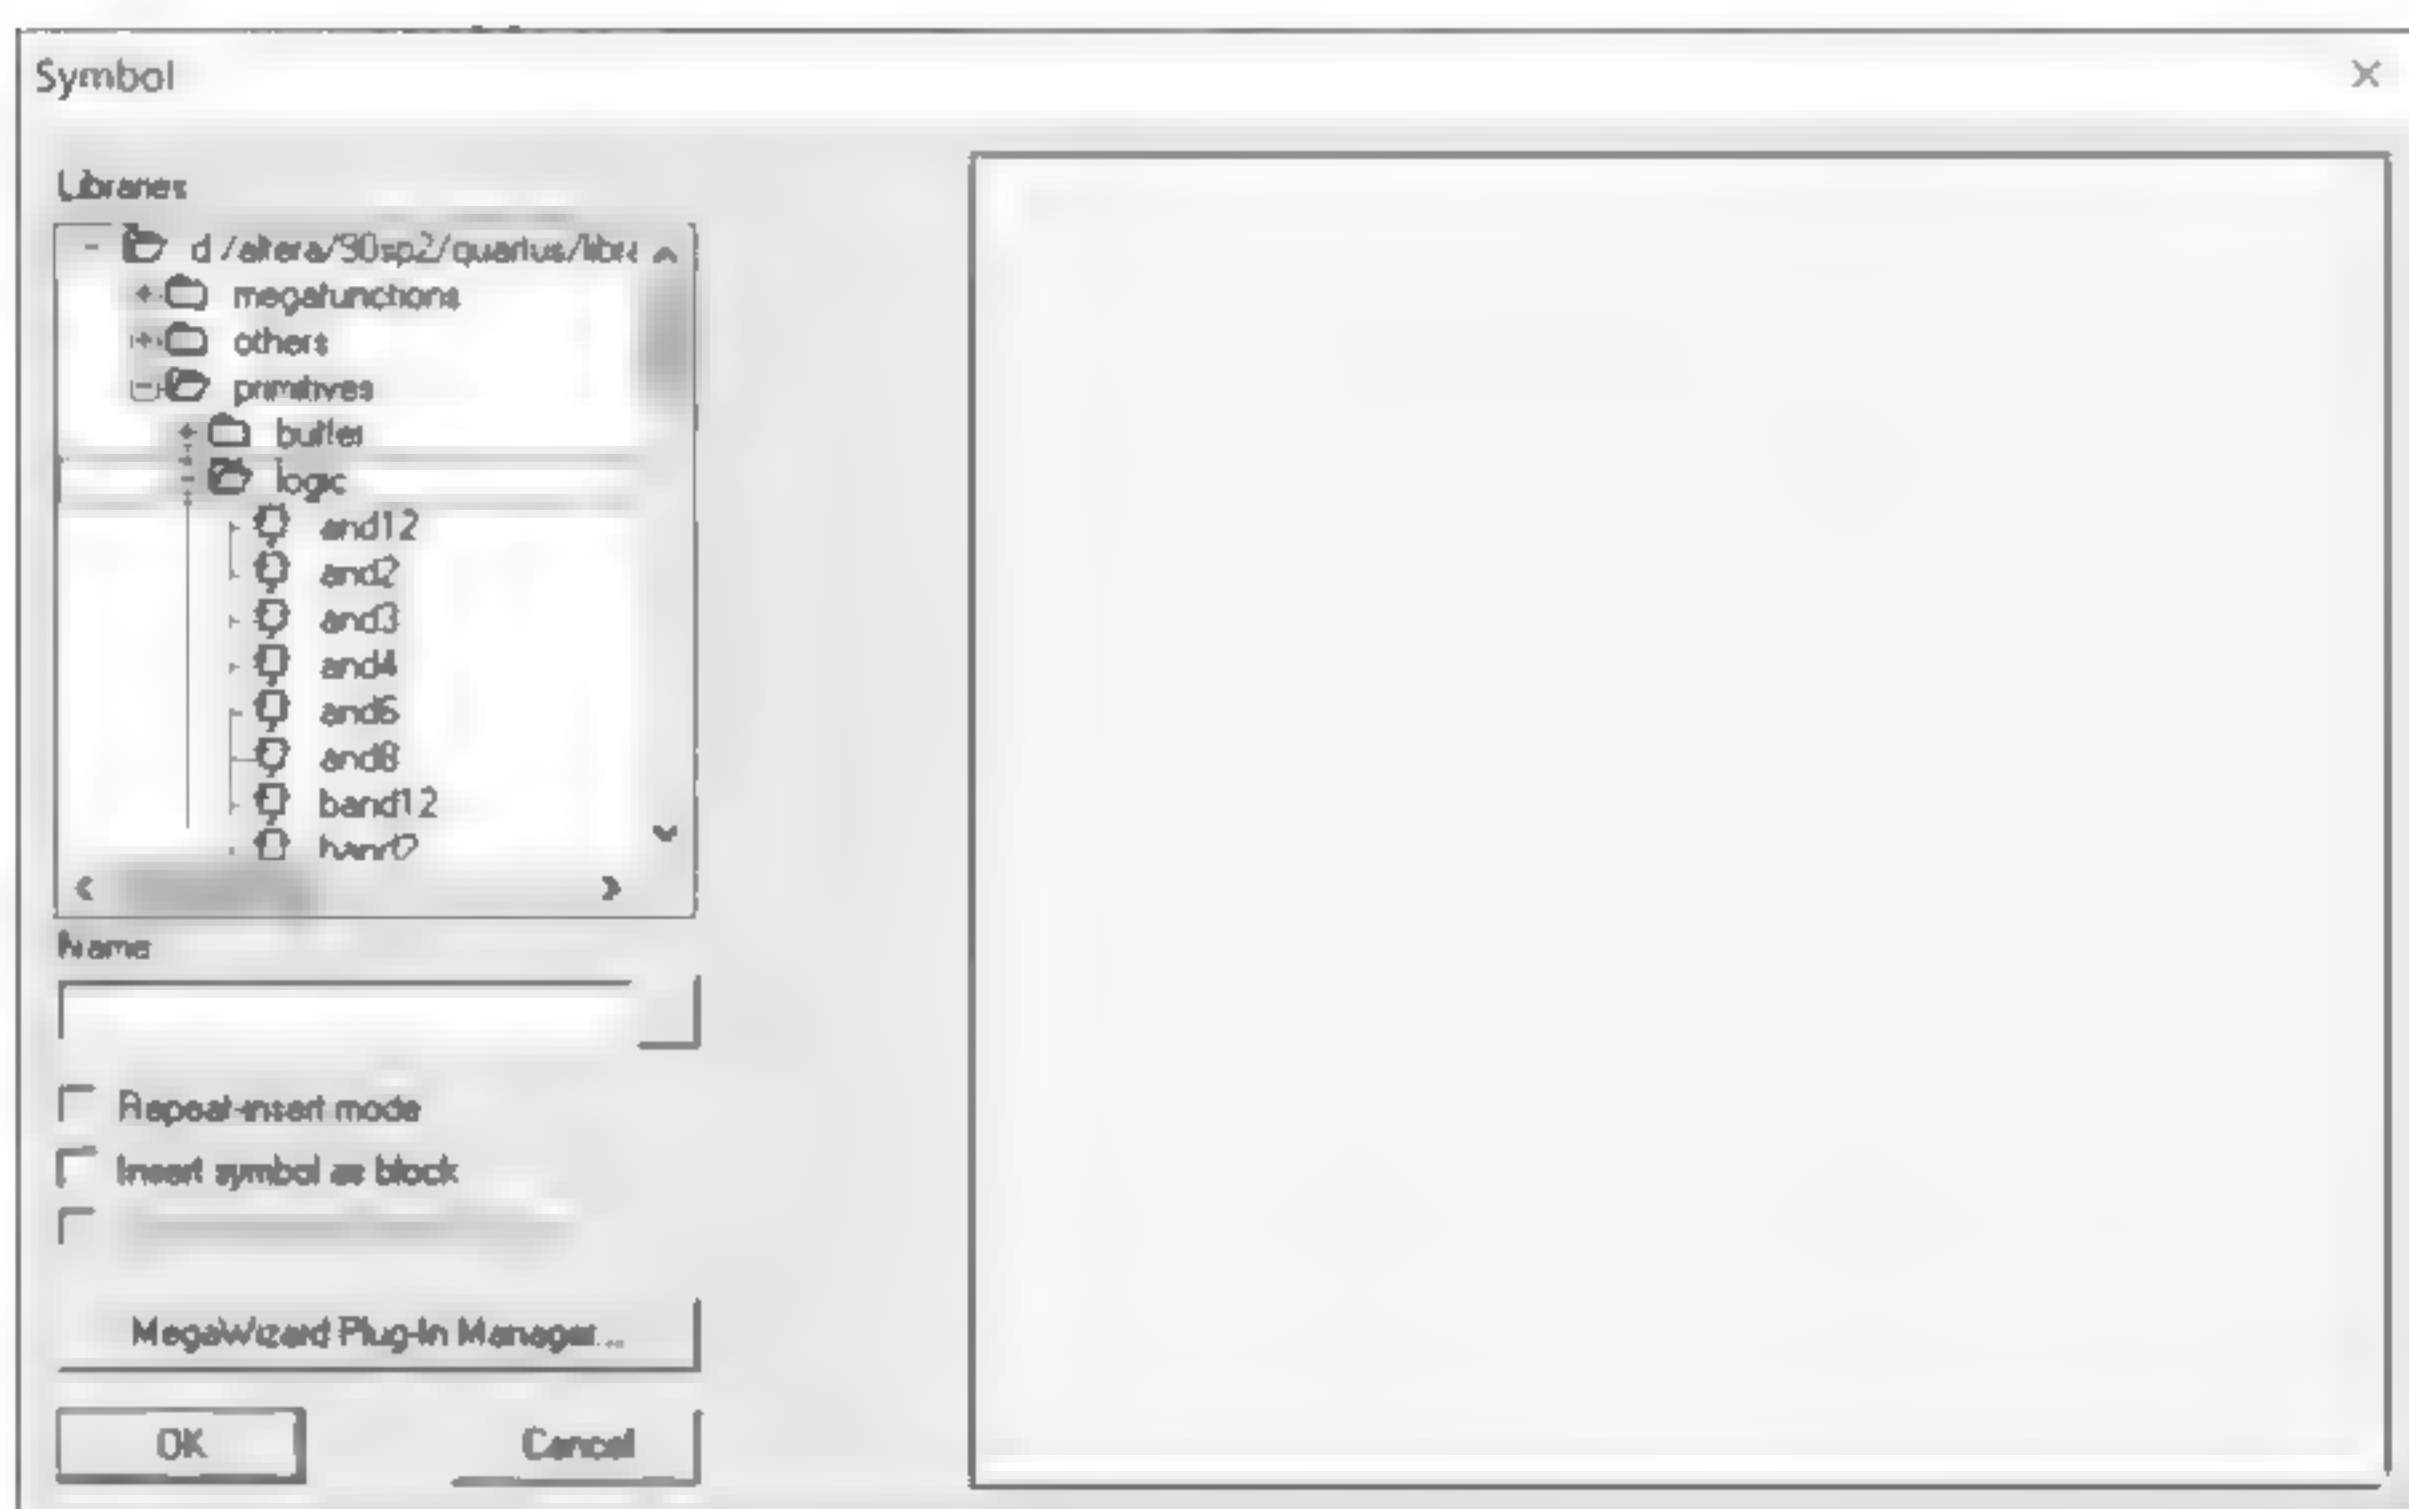 Symbol
Libraries
d:/altera/90sp2/quartus/libra
megafunctions
others
primitives
buffer
logic
and12
and2
and3
and4
and6
and8
band12
band2
Name
Repeat-insert mode
Insert symbol as block
MegaWizard Plug-In Manager...
OK
Cancel